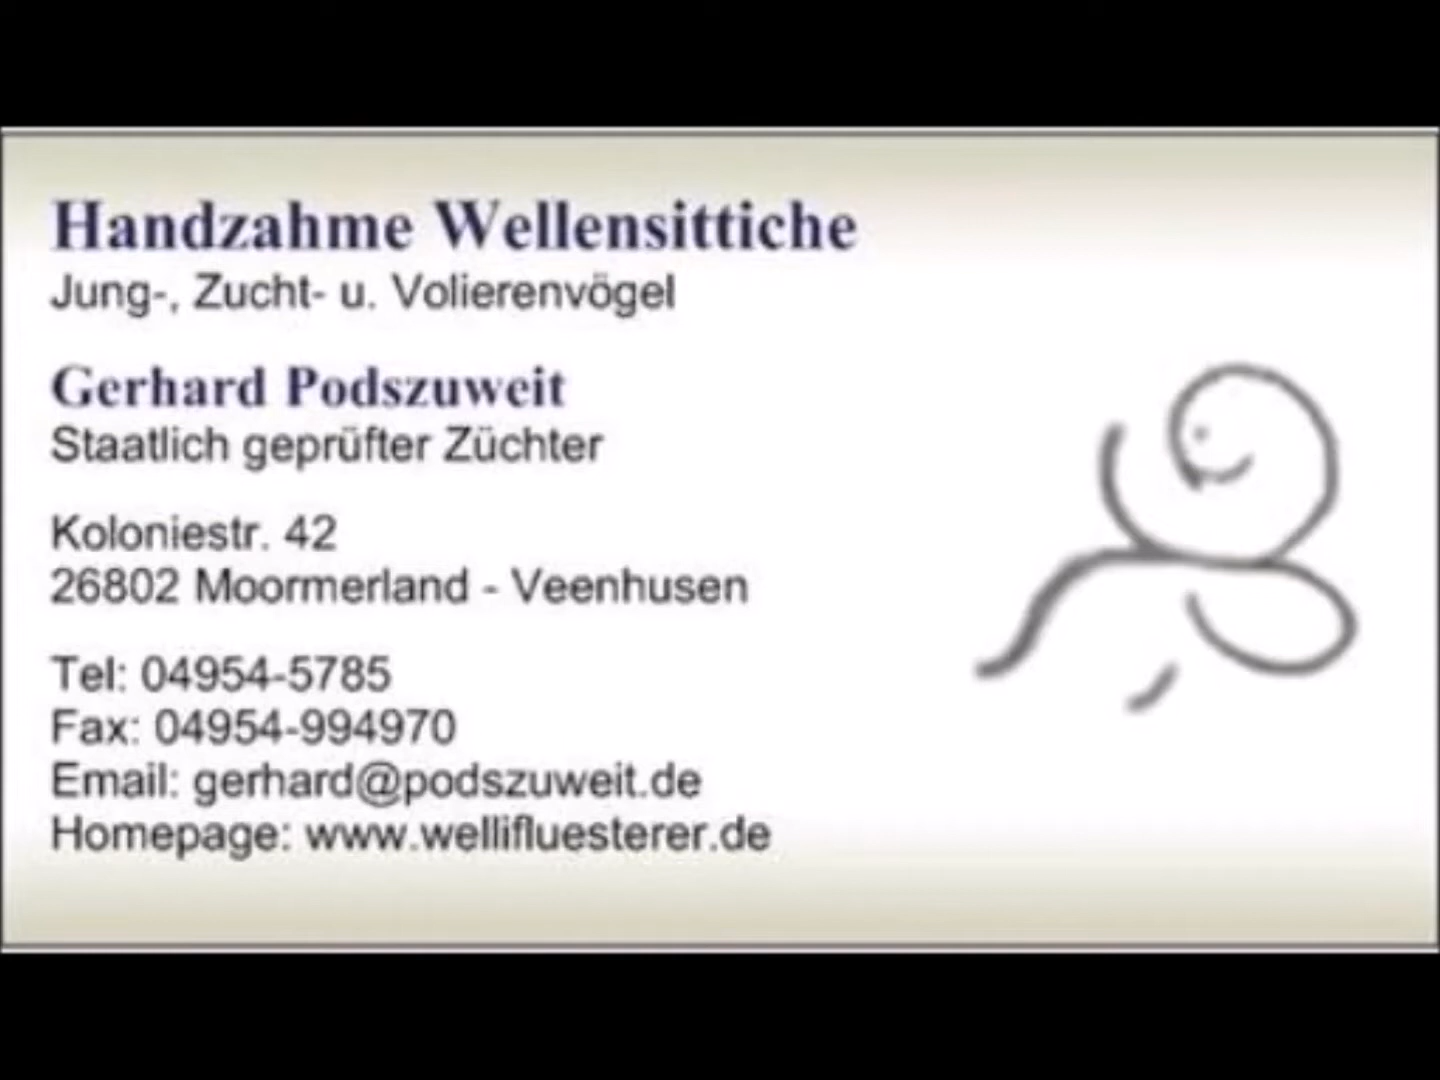 Handzahme Wellensittiche
Jung-, Zucht- u. Volierenvögel
Gerhard Podszuweit
Staatlich geprüfter Züchter
Koloniestr. 42
26802 Moormerland - Veenhusen
Tel: 04954-5785
Fax: 04954-994970
Email: gerhard@podszuweit.de
Homepage: www.wellifluesterer.de